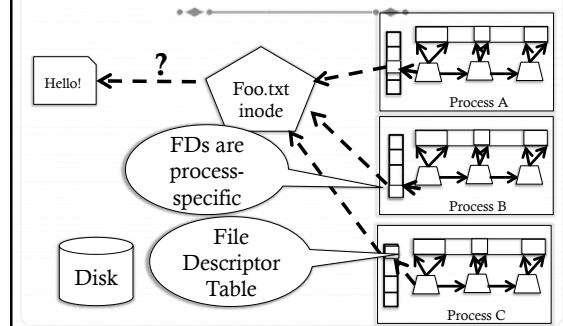 ?
Hello!
Foo.txt
inode
Process A
FDs are
process-
specific
Process B
File
Descriptor
Table
Disk
Process C